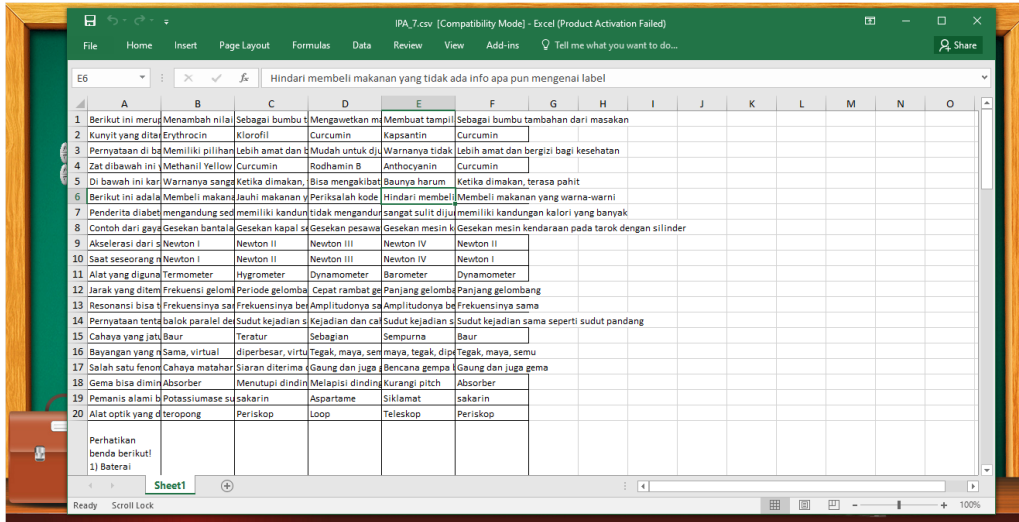 IPA_7.csv [Compatibility Mode] - Excel (Product Activation Failed)
File Home Insert Page Layout Formulas Data Review View Add-ins Tell me what you want to do... Share
E6 fx Hindari membeli makanan yang tidak ada info apa pun mengenai label
A B C D E F G H I J K L M N O
1 Berikut ini meru Menambah nilai Sebagai bumbu t Mengawetkan ma Membuat tampil Sebagai bumbu tambahan dari masakan
2 Kunyit yang dita Erythrocin Klorofil Curcumin Kapsantin Curcumin
3 Pernyataan di ba Memiliki pilihan Lebih amat dan b Mudah untuk dju Warnanya tidak Lebih amat dan bergizi bagi kesehatan
4 Zat dibawah ini y Methanil Yellow Curcumin Rhodamin B Anthocyanin Curcumin
5 Di bawah ini kar Warnanya sanga Ketika dimakan, Bisa mengakibat Baunya harum Ketika dimakan, terasa pahit
6 Berikut ini adala Membeli makana Jauhi makanan y Periksalah kode Hindari membeli Membeli makanan yang warna-warni
7 Penderita diabet mengandung sed memiliki kandun tidak mengandur sangat sulit diju memiliki kandungan kalori yang banyak
8 Contoh dari gaya Gesekan bantala Gesekan kapal se Gesekan pesawa Gesekan mesin k Gesekan mesin kendaraan pada tarok dengan silinder
9 Akselerasi dari s Newton I Newton II Newton III Newton IV Newton II
10 Saat seseorang n Newton I Newton II Newton III Newton IV Newton I
11 Alat yang diguna Termometer Hygrometer Dynamometer Barometer Dynamometer
12 Jarak yang ditem Frekuensi gelom Periode gelomba Cepat rambat ge Panjang gelomba Panjang gelombang
13 Resonansi bisa t Frekuensinya sar Frekuensinya ber Amplitudonya sa Amplitudonya be Frekuensinya sama
14 Pernyataan tenta balok paralel der Sudut kejadian s Kejadian dan cah Sudut kejadian s Sudut kejadian sama seperti sudut pandang
15 Cahaya yang jatu Baur Teratur Sebagian Sempurna Baur
16 Bayangan yang n Sama, virtual diperbesar, virtu Tegak, maya, sem maya, tegak, dipe Tegak, maya, semu
17 Salah satu fenom Cahaya matahar Siaran diterima Gaung dan juga g Bencana gempa Gaung dan juga gema
18 Gema bisa dimin Absorber Menutupi dindin Melapisi dinding Kurangi pitch Absorber
19 Pemanis alami b Potassiumase su sakarin Aspartame Siklamat sakarin
20 Alat optik yang d teropong Periskop Loop Teleskop Periskop
Perhatikan
benda berikut!
1) Baterai
Sheet1
Ready Scroll Lock 100%